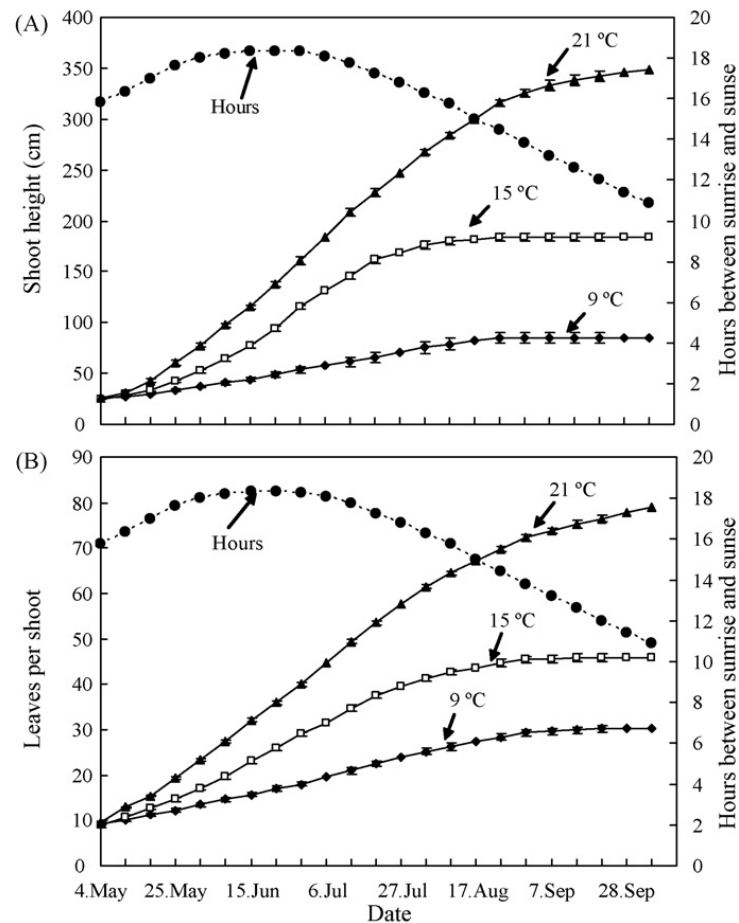 (A)
400
350
300
250
200
150
100
50
0
Shoot height (cm)
20
18
16
14
12
10
8
6
4
2
0
Hours between sunrise and sunse
Hours
21 ºC
15 ºC
9 ºC
(B)
90
80
70
60
50
40
30
20
10
0
Leaves per shoot
20
18
16
14
12
10
8
6
4
2
0
Hours between sunrise and sunse
Hours
21 ºC
15 ºC
9 ºC
4.May 25.May 15.Jun 6.Jul 27.Jul 17.Aug 7.Sep 28.Sep
Date